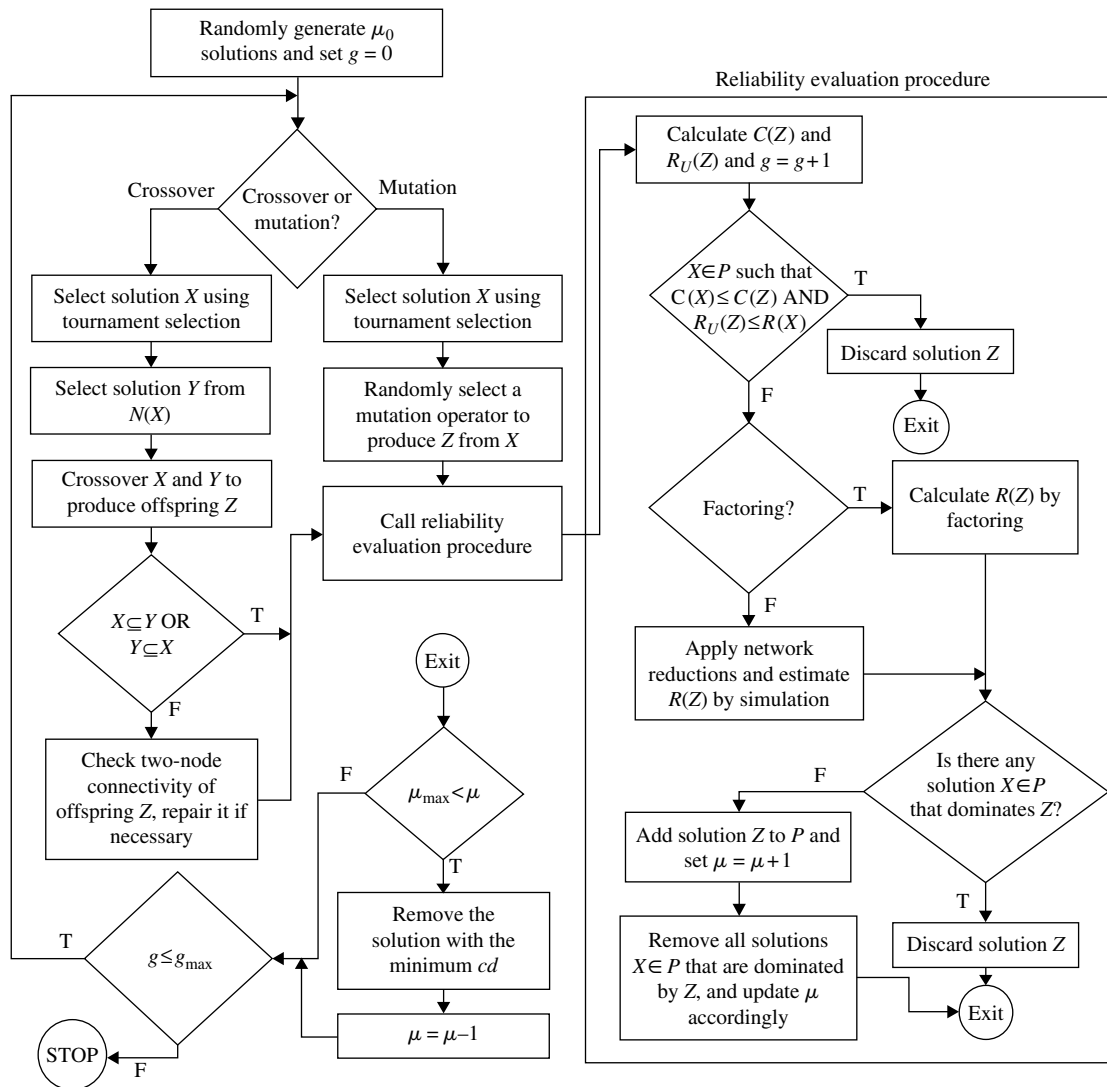 Randomly generate μ0
solutions and set g = 0
Crossover or
mutation?
Crossover
Mutation
Select solution X using
tournament selection
Select solution Y from
N(X)
Crossover X and Y to
produce offspring Z
X⊆Y OR
Y⊆X
T
F
Check two-node
connectivity of
offspring Z, repair it if
necessary
Select solution X using
tournament selection
Randomly select a
mutation operator to
produce Z from X
Call reliability
evaluation procedure
Exit
μmax<μ
F
T
Remove the
solution with the
minimum cd
μ = μ–1
g≤gmax
T
F
STOP
Reliability evaluation procedure
Calculate C(Z) and
RU(Z) and g = g+1
X∈P such that
C(X)≤ C(Z) AND
RU(Z)≤R(X)
T
F
Discard solution Z
Exit
Factoring?
T
F
Calculate R(Z) by
factoring
Apply network
reductions and estimate
R(Z) by simulation
Is there any
solution X∈P
that dominates Z?
F
T
Add solution Z to P and
set μ = μ+1
Remove all solutions
X∈P that are dominated
by Z, and update μ
accordingly
Discard solution Z
Exit